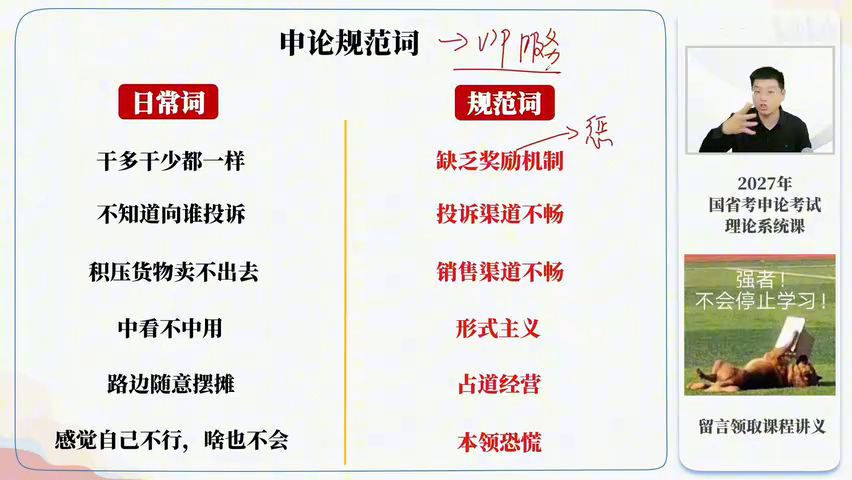 申论规范词 → VIP服务
日常词 规范词
惩
干多干少都一样 缺乏奖励机制
不知道向谁投诉 投诉渠道不畅
积压货物卖不出去 销售渠道不畅
中看不中用 形式主义
路边随意摆摊 占道经营
感觉自己不行，啥也不会 本领恐慌
2027年
国省考申论考试
理论系统课
强者！
不会停止学习！
留言领取课程讲义